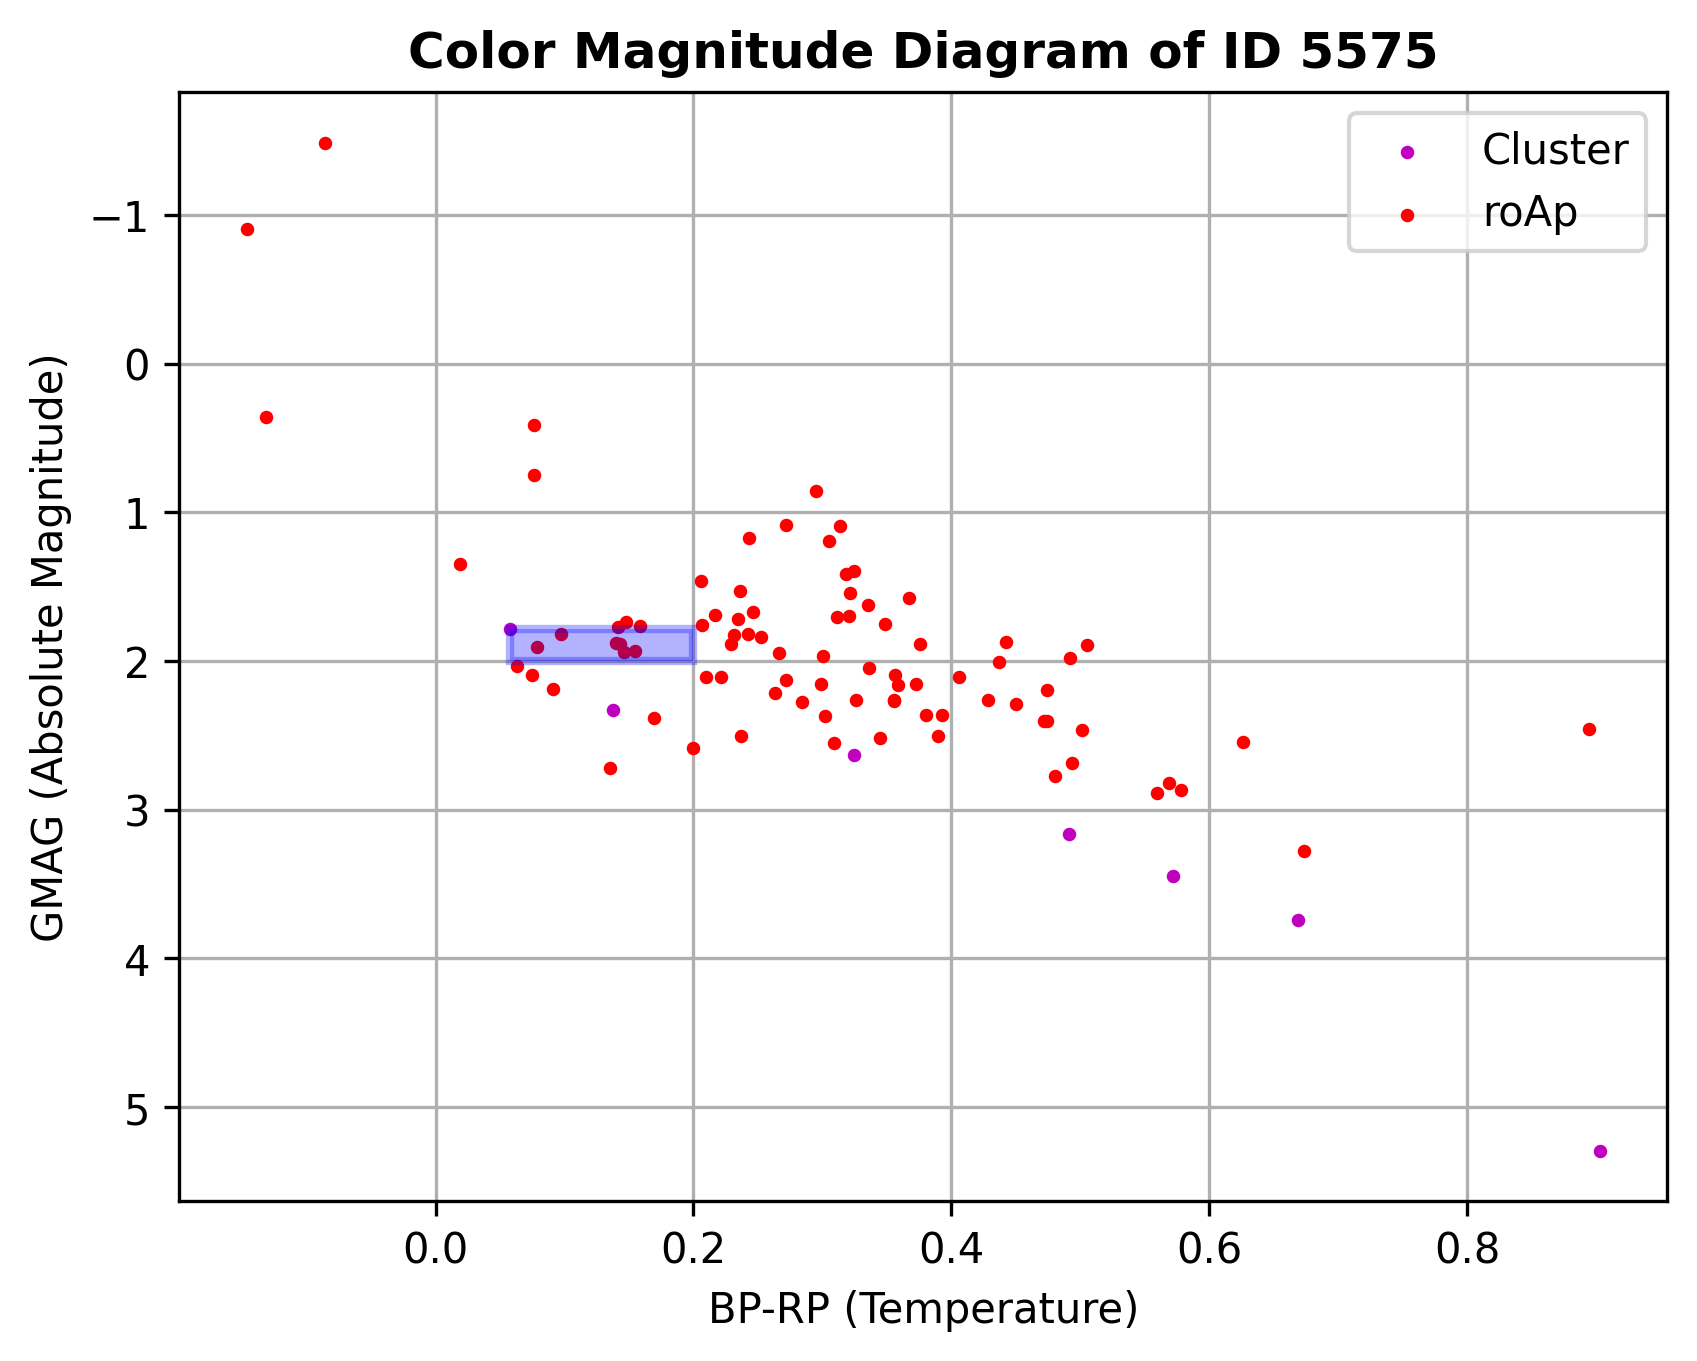 Color Magnitude Diagram of ID 5575
Cluster
roAp
−1
0
1
2
3
4
5
GMAG (Absolute Magnitude)
0.0 0.2 0.4 0.6 0.8
BP-RP (Temperature)